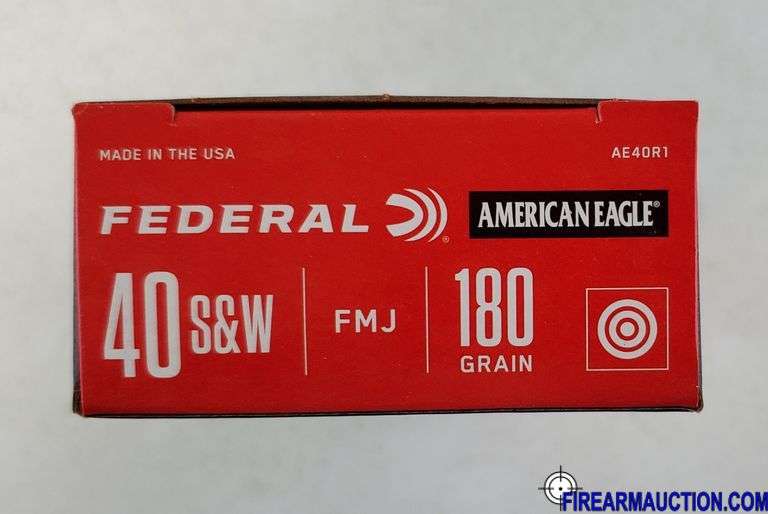 MADE IN THE USA
AE40R1
FEDERAL®
AMERICAN EAGLE®
40 S&W
FMJ
180
GRAIN
FIREARMAUCTION.COM